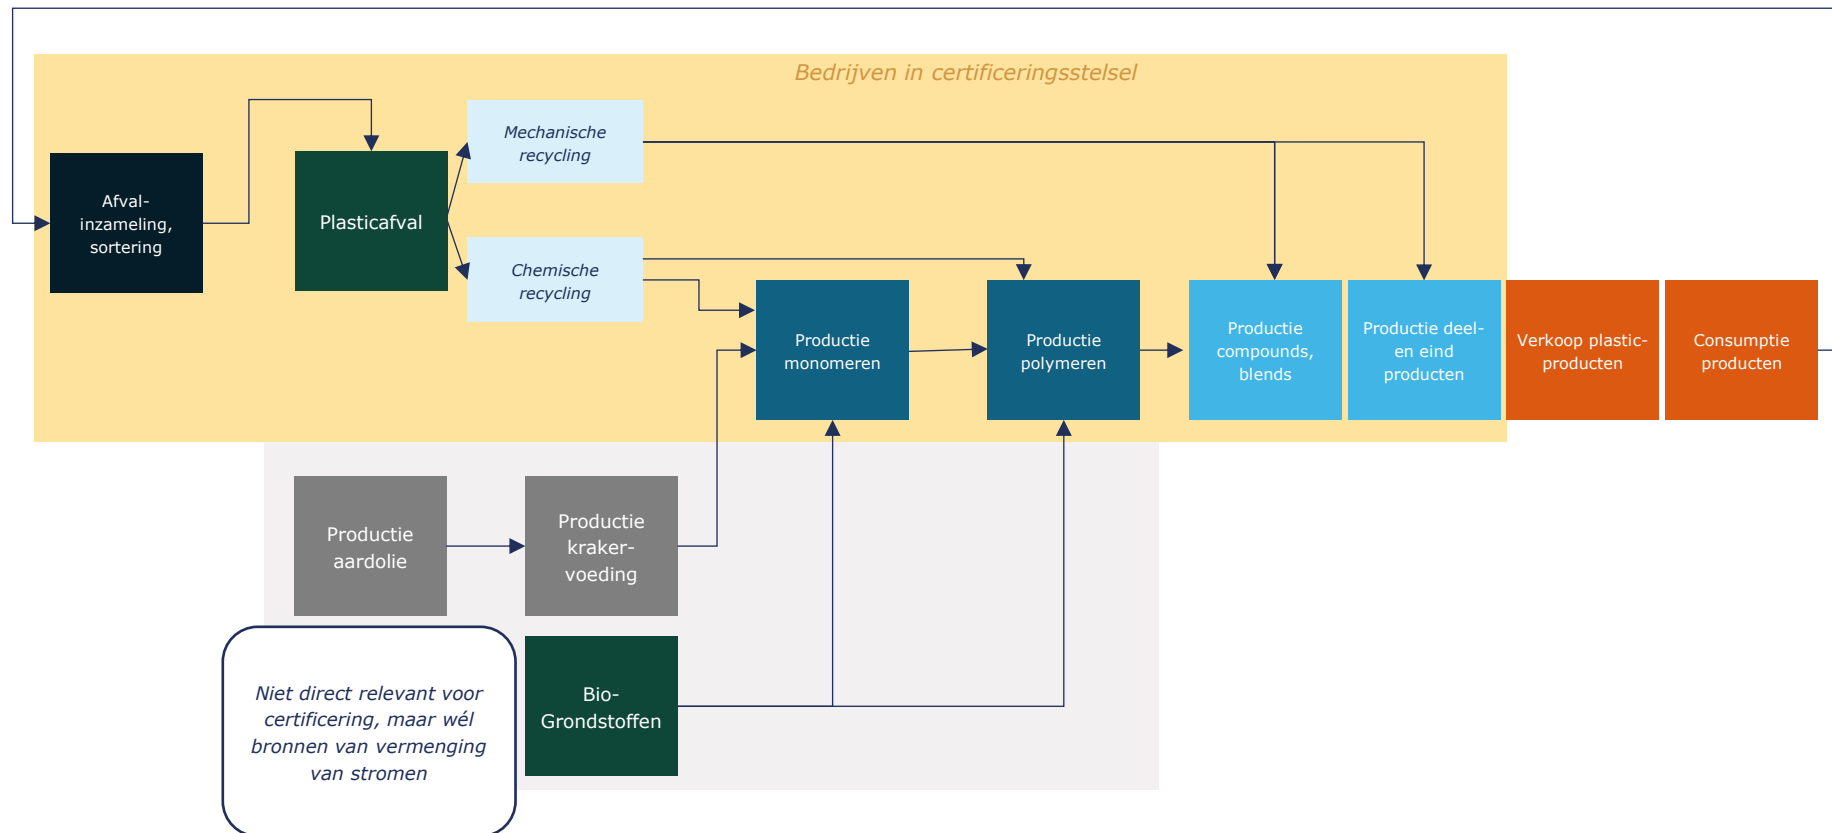 Bedrijven in certificeringsstelsel
Mechanische
recycling
Afval-
inzameling,
sortering
Plasticafval
Chemische
recycling
Productie
monomeren
Productie
polymeren
Productie
compounds,
blends
Productie deel-
en eind
producten
Verkoop plastic-
producten
Consumptie
producten
Productie
aardolie
Productie
kraker-
voeding
Bio-
Grondstoffen
Niet direct relevant voor
certificering, maar wél
bronnen van vermenging
van stromen